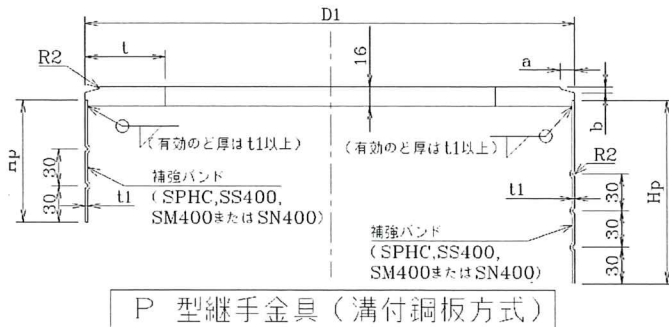 D1
t
16
a
R2
b
(有効のど厚はt1以上)
(有効のど厚はt1以上)
Hp
30
30
t1
補強バンド
(SPHC,SS400,
SM400またはSN400)
R2
t1
30
30
30
Hp
補強バンド
(SPHC,SS400,
SM400またはSN400)
P 型継手金具(溝付鋼板方式)